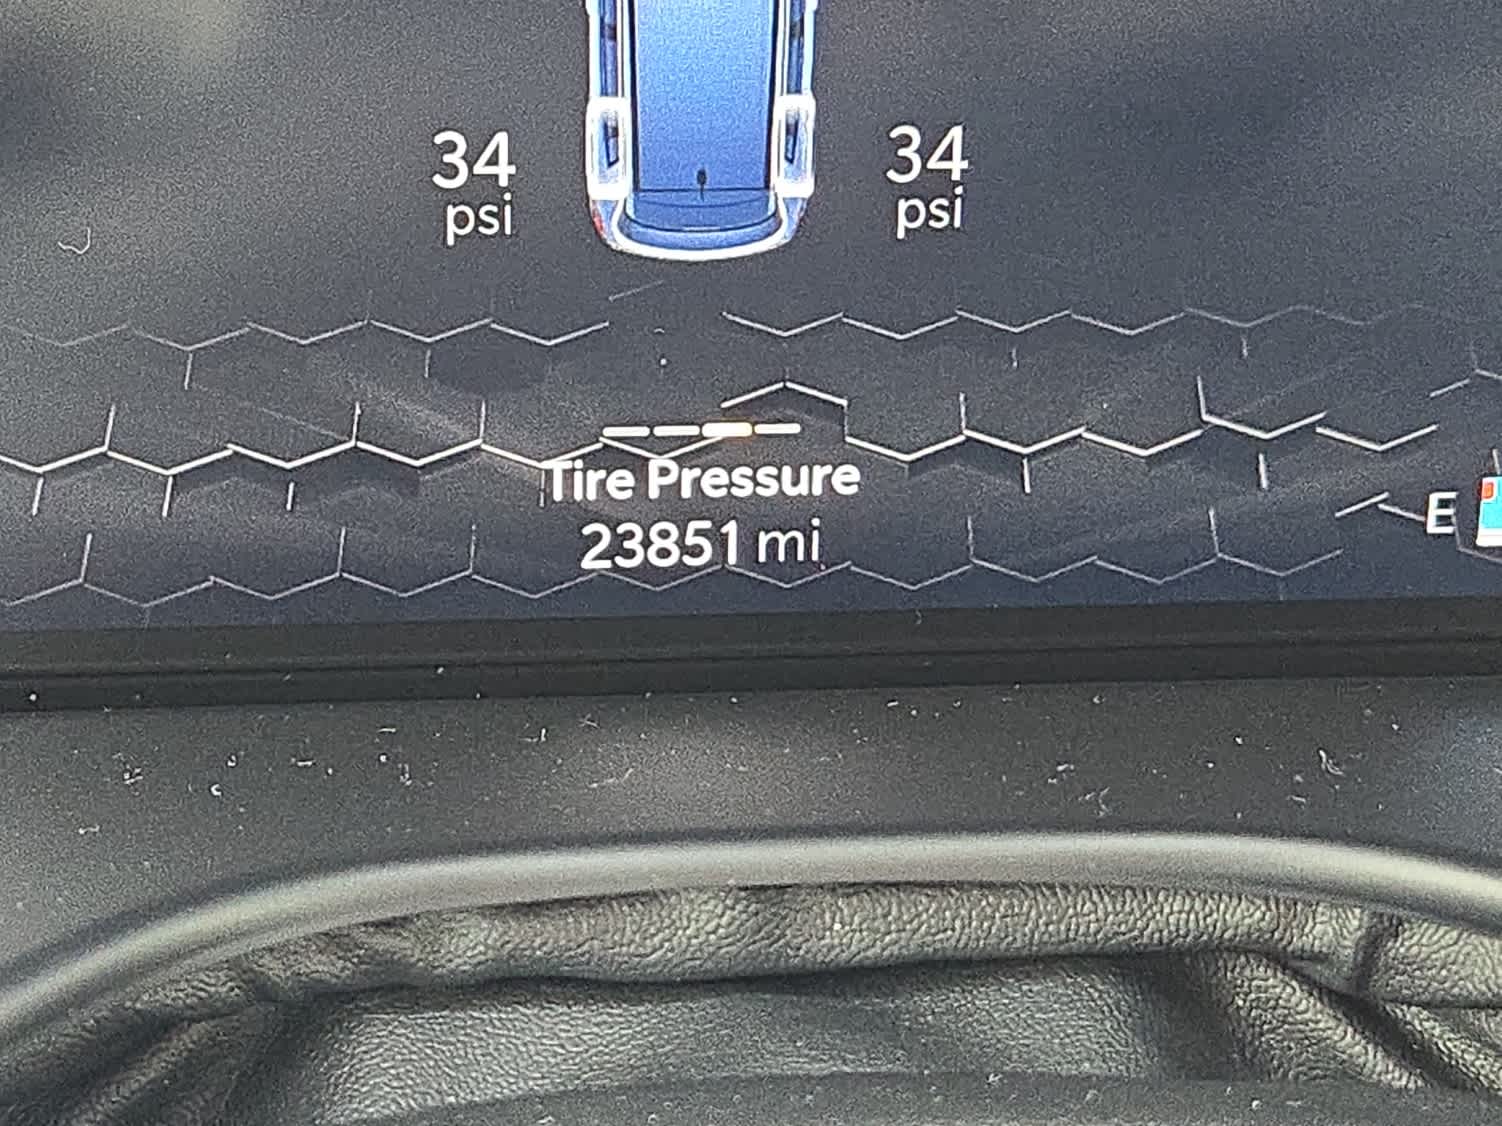 34 34
psi psi
Tire Pressure
23851 mi
E